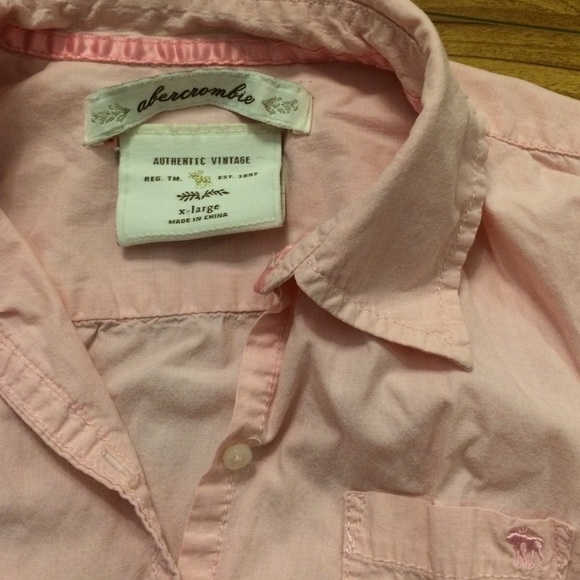 abercrombie
AUTHENTIC VINTAGE
REG. TM. EST. 1892
x-large
MADE IN CHINA